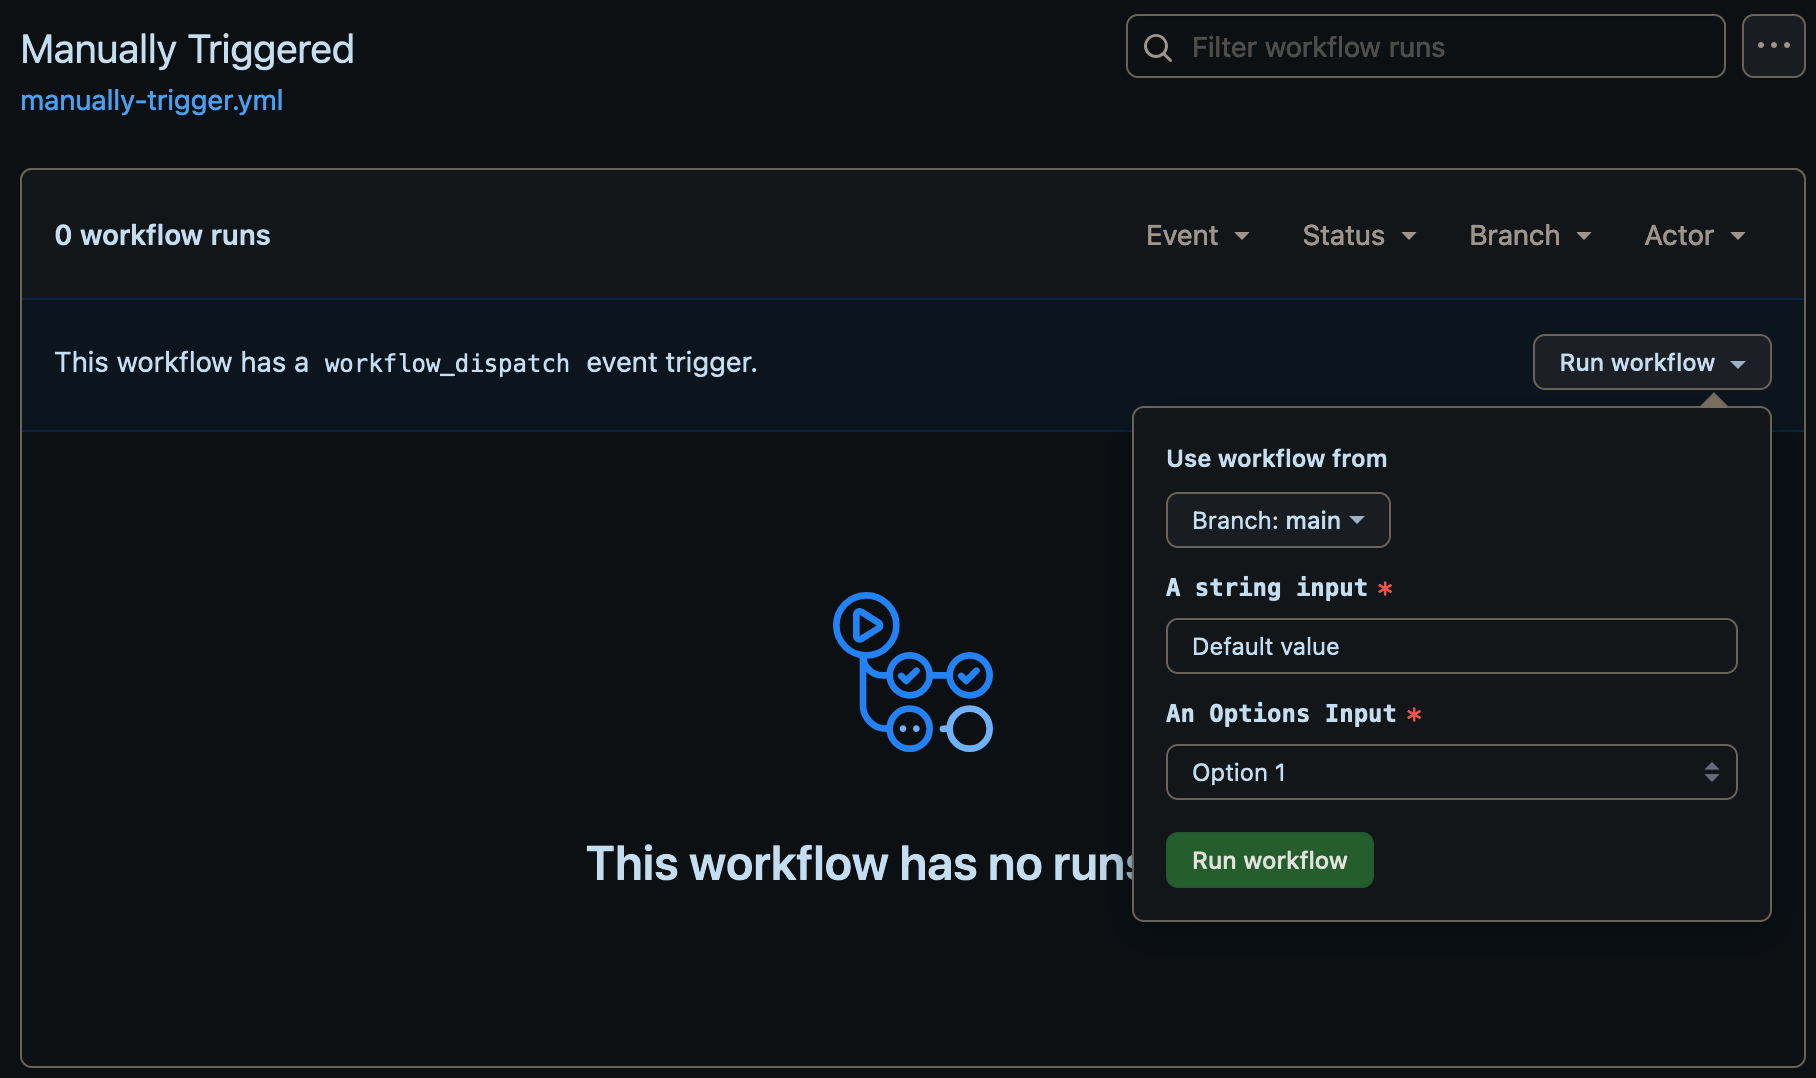 Manually Triggered
Filter workflow runs
manually-trigger.yml
0 workflow runs
Event
Status
Branch
Actor
This workflow has a workflow_dispatch event trigger.
Run workflow
Use workflow from
Branch: main
A string input *
Default value
An Options Input *
Option 1
Run workflow
This workflow has no runs